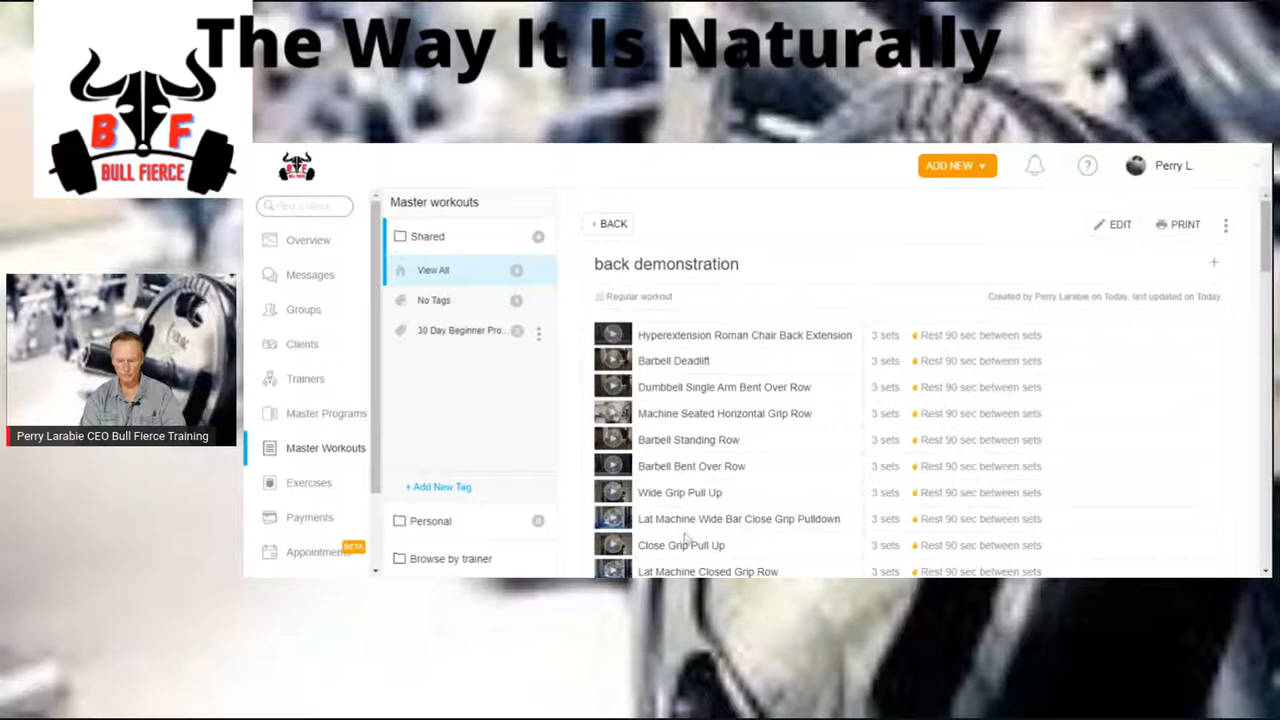 The Way It Is Naturally
B F
BULL FIERCE
Perry Larabie CEO Bull Fierce Training
B F
ADD NEW
?
Perry L.
Overview
Messages
Groups
Clients
Trainers
Master Programs
Master Workouts
Exercises
Payments
Appointment
BETA
Master workouts
Shared
View All
No Tags
30 Day Beginner Pro...
+ Add New Tag
Personal
Browse by trainer
BACK
EDIT
PRINT
back demonstration
+
Regular workout
Created by Perry Larabie on Today, last updated on Today
Hyperextension Roman Chair Back Extension 3 sets Rest 90 sec between sets
Barbell Deadlift 3 sets Rest 90 sec between sets
Dumbbell Single Arm Bent Over Row 3 sets Rest 90 sec between sets
Machine Seated Horizontal Grip Row 3 sets Rest 90 sec between sets
Barbell Standing Row 3 sets Rest 90 sec between sets
Barbell Bent Over Row 3 sets Rest 90 sec between sets
Wide Grip Pull Up 3 sets Rest 90 sec between sets
Lat Machine Wide Bar Close Grip Pulldown 3 sets Rest 90 sec between sets
Close Grip Pull Up 3 sets Rest 90 sec between sets
Lat Machine Closed Grip Row 3 sets Rest 90 sec between sets